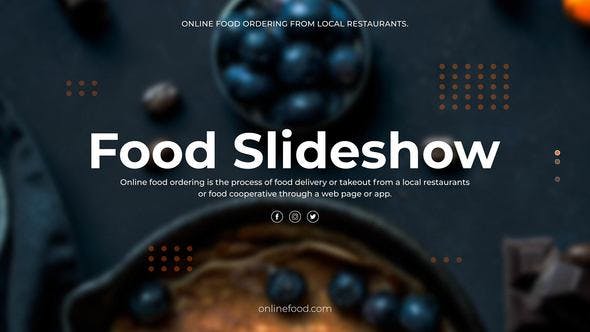 ONLINE FOOD ORDERING FROM LOCAL RESTAURANTS.
Food Slideshow
Online food ordering is the process of food delivery or takeout from a local restaurants
or food cooperative through a web page or app.
onlinefood.com